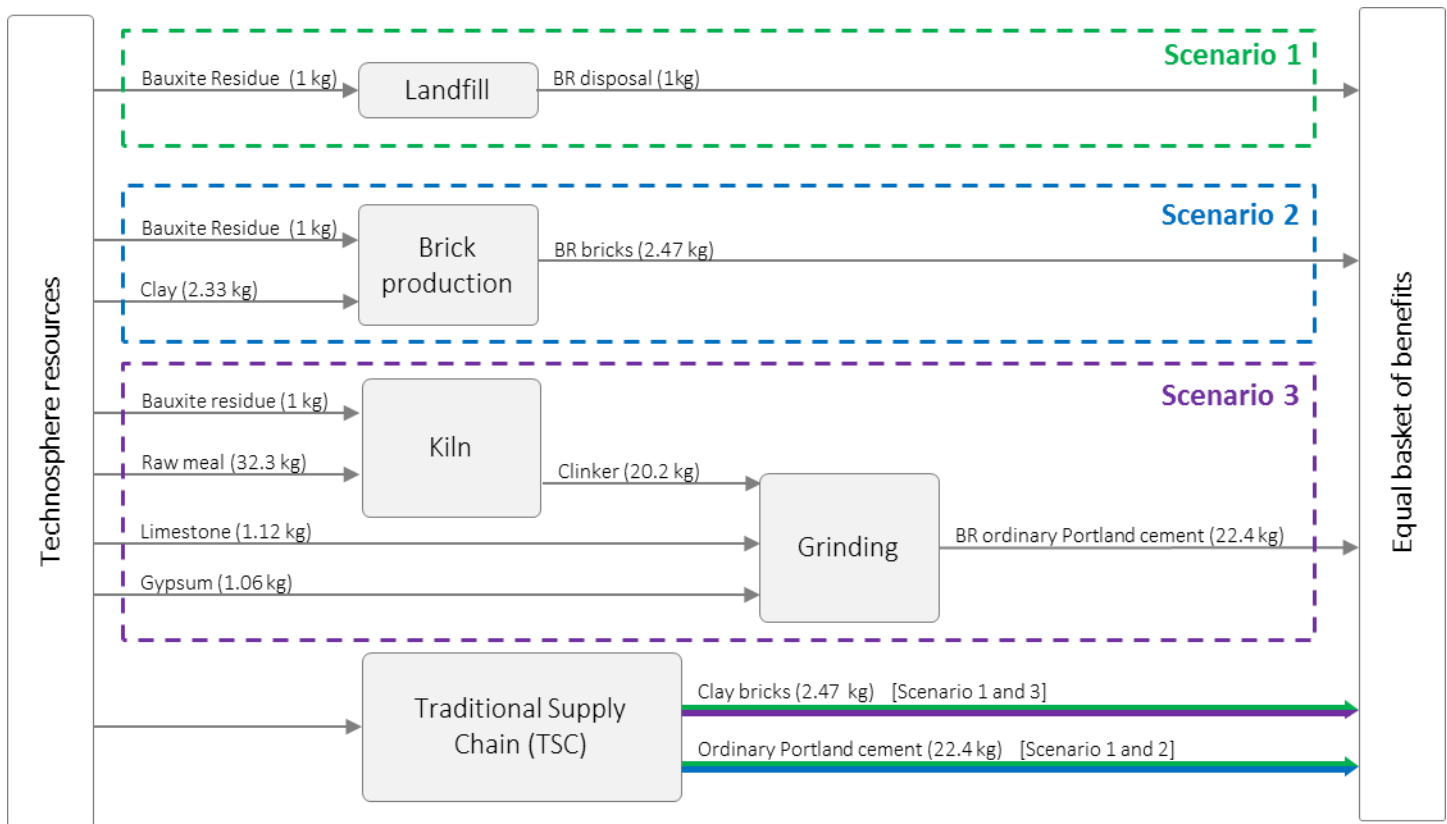 Technosphere resources
Scenario 1
Bauxite Residue (1 kg)
Landfill
BR disposal (1kg)
Scenario 2
Bauxite Residue (1 kg)
Clay (2.33 kg)
Brick
production
BR bricks (2.47 kg)
Scenario 3
Bauxite residue (1 kg)
Raw meal (32.3 kg)
Kiln
Clinker (20.2 kg)
Limestone (1.12 kg)
Gypsum (1.06 kg)
Grinding
BR ordinary Portland cement (22.4 kg)
Traditional Supply
Chain (TSC)
Clay bricks (2.47 kg) [Scenario 1 and 3]
Ordinary Portland cement (22.4 kg) [Scenario 1 and 2]
Equal basket of benefits